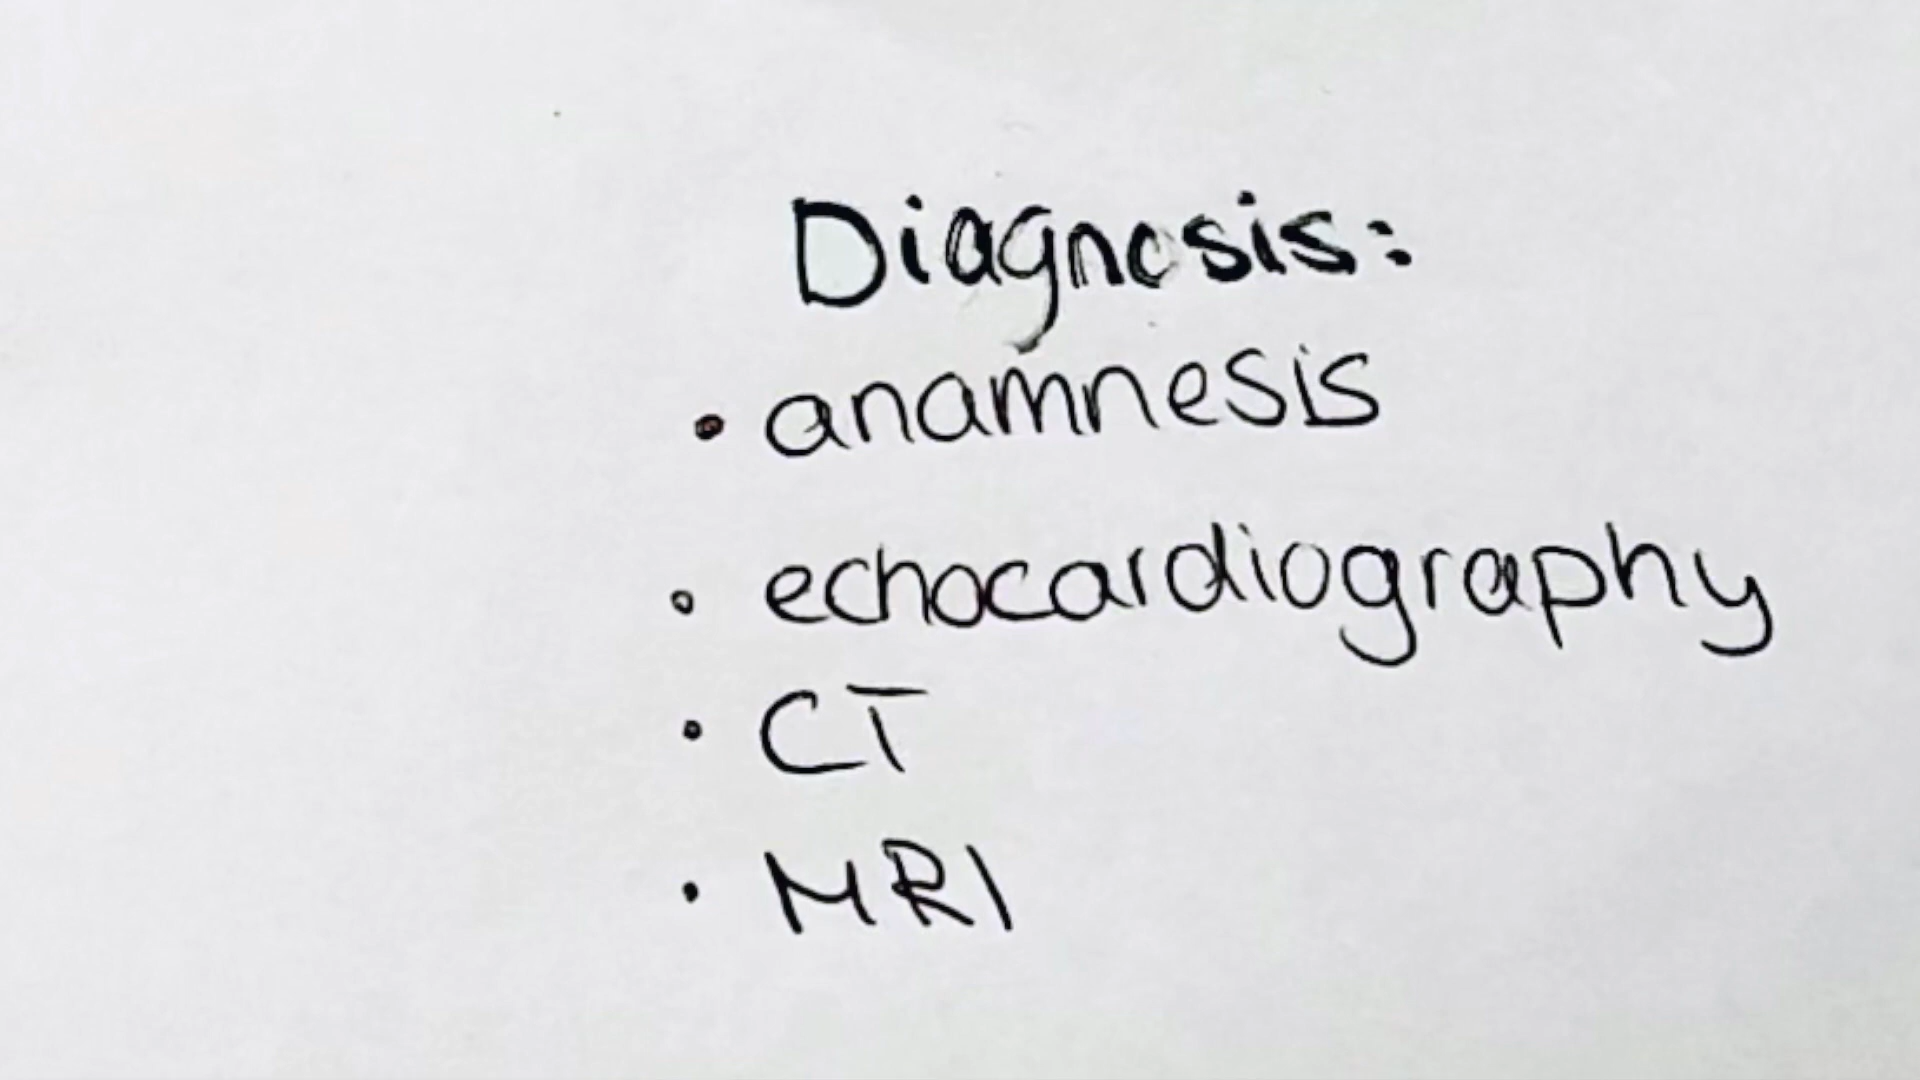 Diagnosis:
• anamnesis
• echocardiography
• CT
• MRI